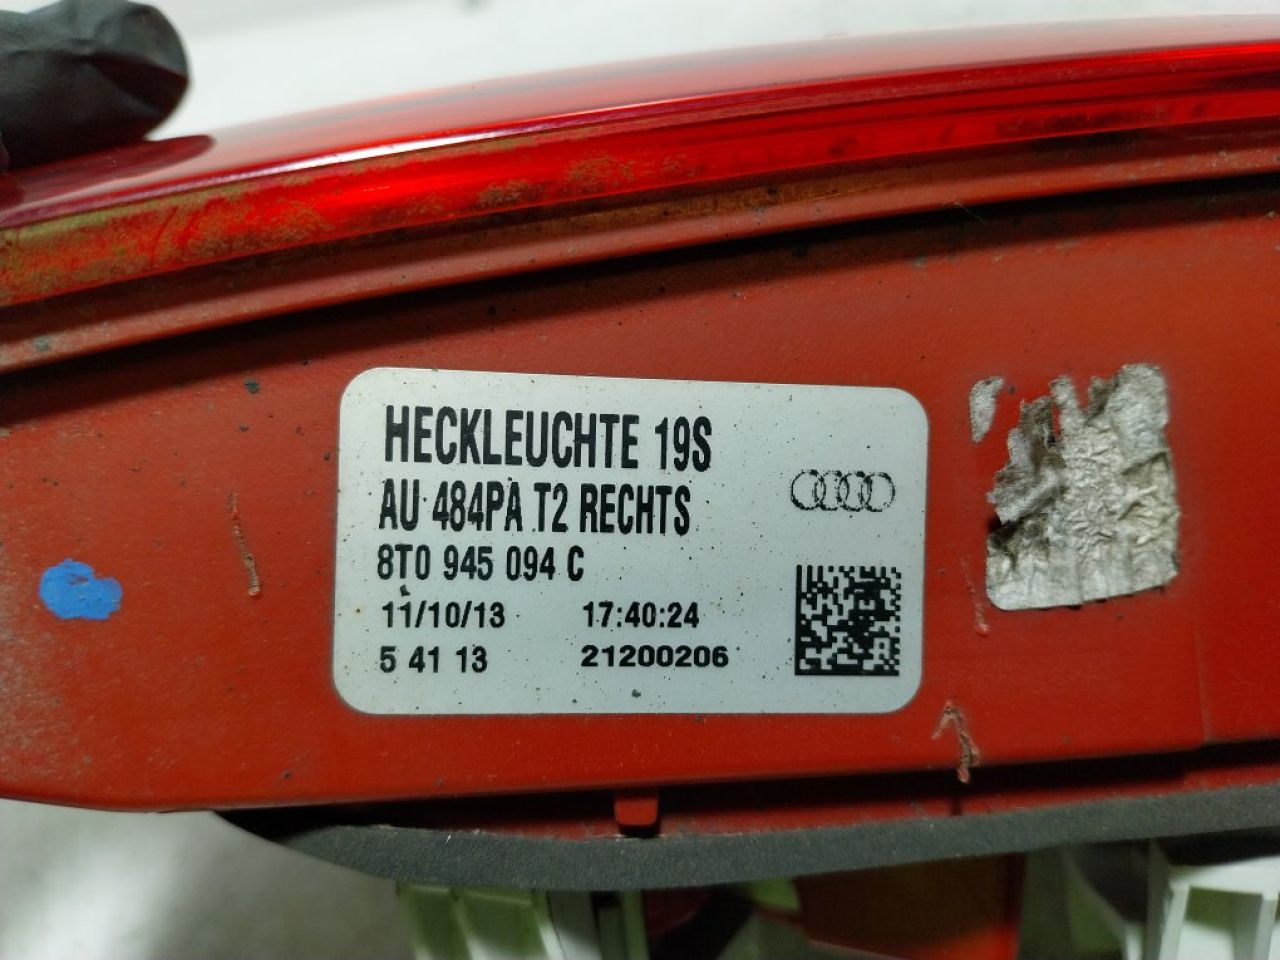 HECKLEUCHTE 19S
AU 484PA T2 RECHTS
8T0 945 094 C
11/10/13 17:40:24
5 41 13 21200206